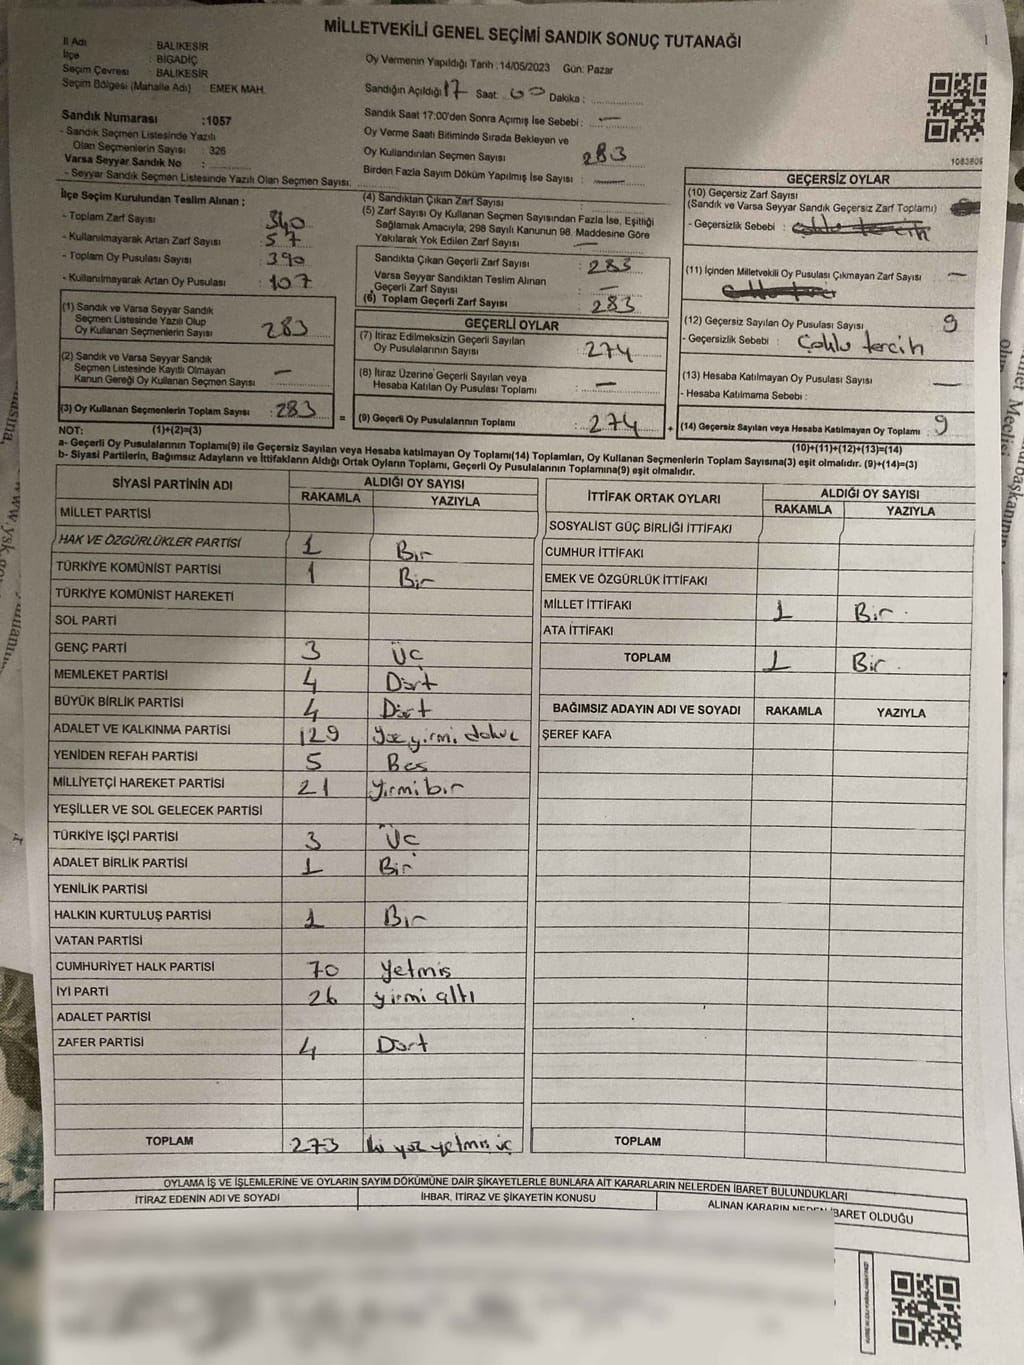 MİLLETVEKİLİ GENEL SEÇİMİ SANDIK SONUÇ TUTANAĞI
İl Adı : BALIKESİR
İlçe : BİGADİÇ
Seçim Çevresi : BALIKESİR
Seçim Bölgesi (Mahalle Adı) : EMEK MAH.
Sandık Numarası :1057
- Sandık Seçmen Listesinde Yazılı
Olan Seçmenlerin Sayısı : 326
Varsa Seyyar Sandık No :
- Seyyar Sandık Seçmen Listesinde Yazılı Olan Seçmen Sayısı:
Oy Vermenin Yapıldığı Tarih :14/05/2023 Gün: Pazar
Sandığın Açıldığı 17 Saat 00 Dakika :
Sandık Saat 17:00'den Sonra Açımış İse Sebebi : —
Oy Verme Saati Bitiminde Sırada Bekleyen ve
Oy Kullandırılan Seçmen Sayısı 283
Birden Fazla Sayım Döküm Yapılmış İse Sayısı : —
1083809
İlçe Seçim Kurulundan Teslim Alınan ;
- Toplam Zarf Sayısı 340
- Kullanılmayarak Artan Zarf Sayısı : 57
- Toplam Oy Pusulası Sayısı : 390
- Kullanılmayarak Artan Oy Pusulası : 107
(1) Sandık ve Varsa Seyyar Sandık
Seçmen Listesinde Yazılı Olup
Oy Kullanan Seçmenlerin Sayısı : 283
(2) Sandık ve Varsa Seyyar Sandık
Seçmen Listesinde Kayıtlı Olmayan
Kanun Gereği Oy Kullanan Seçmen Sayısı : —
(3) Oy Kullanan Seçmenlerin Toplam Sayısı : 283 =
(4) Sandıktan Çıkan Zarf Sayısı :
(5) Zarf Sayısı Oy Kullanan Seçmen Sayısından Fazla İse, Eşitliği
Sağlamak Amacıyla, 298 Sayılı Kanunun 98. Maddesine Göre
Yakılarak Yok Edilen Zarf Sayısı : —
Sandıkta Çıkan Geçerli Zarf Sayısı : 283
Varsa Seyyar Sandıktan Teslim Alınan
Geçerli Zarf Sayısı : —
(6) Toplam Geçerli Zarf Sayısı : 283
GEÇERLİ OYLAR
(7) İtiraz Edilmeksizin Geçerli Sayılan
Oy Pusulalarının Sayısı : 274
(8) İtiraz Üzerine Geçerli Sayılan veya
Hesaba Katılan Oy Pusulası Toplamı : —
(9) Geçerli Oy Pusulalarının Toplamı : 274 +
GEÇERSİZ OYLAR
(10) Geçersiz Zarf Sayısı
(Sandık ve Varsa Seyyar Sandık Geçersiz Zarf Toplamı)
- Geçersizlik Sebebi : Çoklu tercih
(11) İçinden Milletvekili Oy Pusulası Çıkmayan Zarf Sayısı —
(12) Geçersiz Sayılan Oy Pusulası Sayısı 9
- Geçersizlik Sebebi : Çoklu tercih
(13) Hesaba Katılmayan Oy Pusulası Sayısı —
- Hesaba Katılmama Sebebi :
(14) Geçersiz Sayılan veya Hesaba Katılmayan Oy Toplamı 9
NOT: (1)+(2)=(3)
(10)+(11)+(12)+(13)=(14)
a- Geçerli Oy Pusulalarının Toplamı(9) ile Geçersiz Sayılan veya Hesaba katılmayan Oy Toplamı(14) Toplamları, Oy Kullanan Seçmenlerin Toplam Sayısına(3) eşit olmalıdır. (9)+(14)=(3)
b- Siyasi Partilerin, Bağımsız Adayların ve İttifakların Aldığı Ortak Oyların Toplamı, Geçerli Oy Pusulalarının Toplamına(9) eşit olmalıdır.
SİYASİ PARTİNİN ADI ALDIĞI OY SAYISI
RAKAMLA YAZIYLA
MİLLET PARTİSİ
HAK VE ÖZGÜRLÜKLER PARTİSİ 1 Bir
TÜRKİYE KOMÜNİST PARTİSİ 1 Bir
TÜRKİYE KOMÜNİST HAREKETİ
SOL PARTİ
GENÇ PARTİ 3 Üç
MEMLEKET PARTİSİ 4 Dört
BÜYÜK BİRLİK PARTİSİ 4 Dört
ADALET VE KALKINMA PARTİSİ 129 Yüzyirmi dokuz
YENİDEN REFAH PARTİSİ 5 Bes
MİLLİYETÇİ HAREKET PARTİSİ 21 Yirmibir
YEŞİLLER VE SOL GELECEK PARTİSİ
TÜRKİYE İŞÇİ PARTİSİ 3 Üç
ADALET BİRLİK PARTİSİ 1 Bir
YENİLİK PARTİSİ
HALKIN KURTULUŞ PARTİSİ 1 Bir
VATAN PARTİSİ
CUMHURİYET HALK PARTİSİ 70 Yetmis
İYİ PARTİ 26 yirmi altı
ADALET PARTİSİ
ZAFER PARTİSİ 4 Dört
TOPLAM 273 İki yüz yetmis üç
İTTİFAK ORTAK OYLARI ALDIĞI OY SAYISI
RAKAMLA YAZIYLA
SOSYALİST GÜÇ BİRLİĞİ İTTİFAKI
CUMHUR İTTİFAKI
EMEK VE ÖZGÜRLÜK İTTİFAKI
MİLLET İTTİFAKI 1 Bir
ATA İTTİFAKI
TOPLAM 1 Bir
BAĞIMSIZ ADAYIN ADI VE SOYADI RAKAMLA YAZIYLA
ŞEREF KAFA
TOPLAM
OYLAMA İŞ VE İŞLEMLERİNE VE OYLARIN SAYIM DÖKÜMÜNE DAİR ŞİKAYETLERLE BUNLARA AİT KARARLARIN NELERDEN İBARET BULUNDUKLARI
İTİRAZ EDENİN ADI VE SOYADI İHBAR, İTİRAZ VE ŞİKAYETİN KONUSU ALINAN KARARIN NEDEN İBARET OLDUĞU